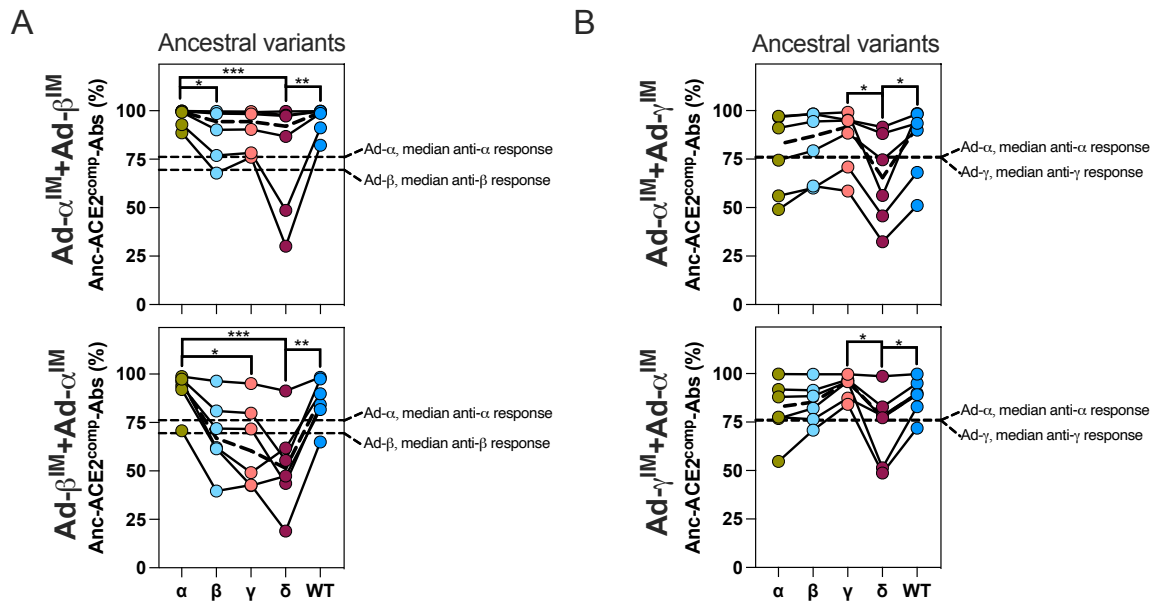 A
Ancestral variants
Ad-α^IM+Ad-β^IM
Anc-ACE2^comp-Abs (%)
100
75
50
25
0
*
***
**
Ad-α, median anti-α response
Ad-β, median anti-β response
Ad-β^IM+Ad-α^IM
Anc-ACE2^comp-Abs (%)
100
75
50
25
0
***
*
**
Ad-α, median anti-α response
Ad-β, median anti-β response
α β γ δ WT
B
Ancestral variants
Ad-α^IM+Ad-γ^IM
Anc-ACE2^comp-Abs (%)
100
75
50
25
0
*
*
Ad-α, median anti-α response
Ad-γ, median anti-γ response
Ad-γ^IM+Ad-α^IM
Anc-ACE2^comp-Abs (%)
100
75
50
25
0
*
*
Ad-α, median anti-α response
Ad-γ, median anti-γ response
α β γ δ WT